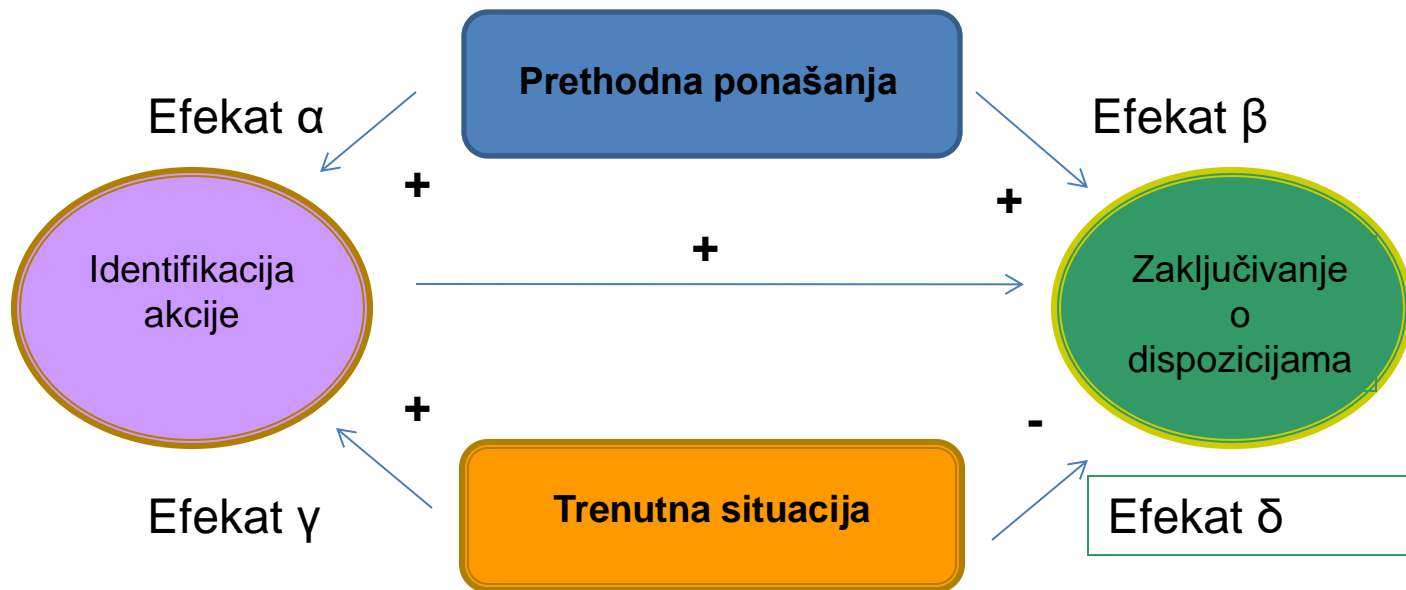 Prethodna ponašanja
Efekat α
Efekat β
+
+
+
Identifikacija
akcije
Zaključivanje
o
dispozicijama
+
-
Efekat γ
Trenutna situacija
Efekat δ